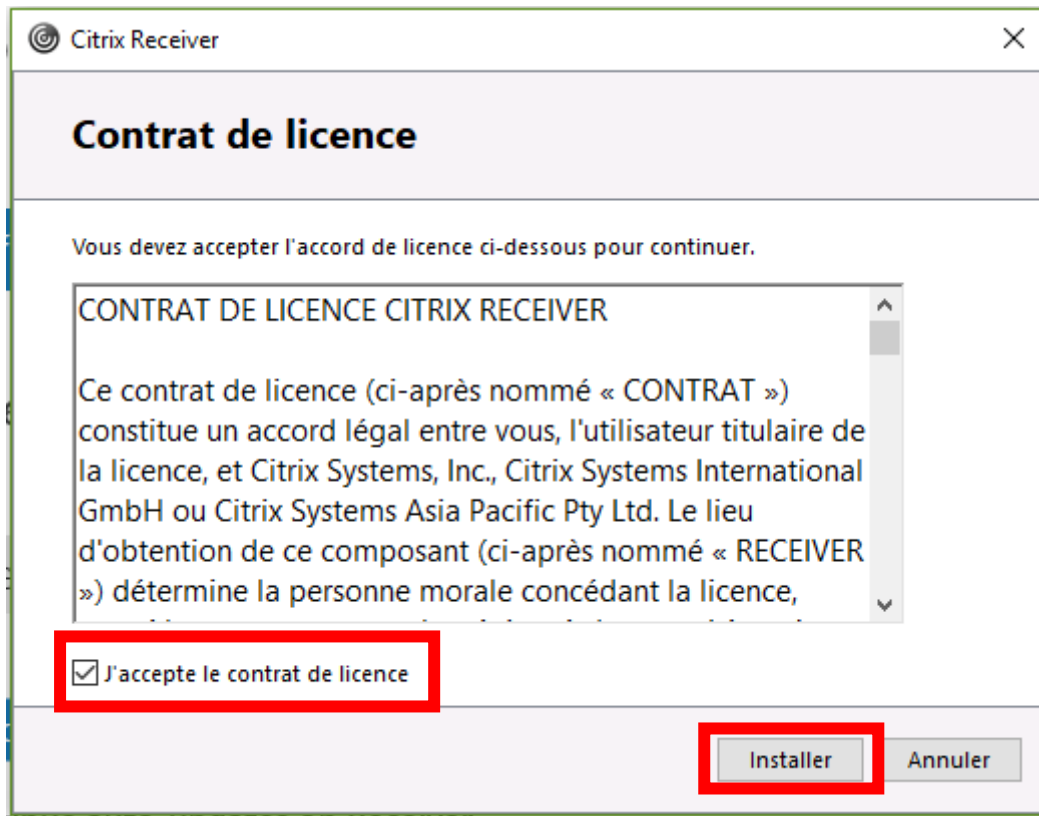 Citrix Receiver
Contrat de licence
Vous devez accepter l'accord de licence ci-dessous pour continuer.
CONTRAT DE LICENCE CITRIX RECEIVER
Ce contrat de licence (ci-après nommé « CONTRAT »)
constitue un accord légal entre vous, l'utilisateur titulaire de
la licence, et Citrix Systems, Inc., Citrix Systems International
GmbH ou Citrix Systems Asia Pacific Pty Ltd. Le lieu
d'obtention de ce composant (ci-après nommé « RECEIVER
») détermine la personne morale concédant la licence,
J'accepte le contrat de licence
Installer
Annuler